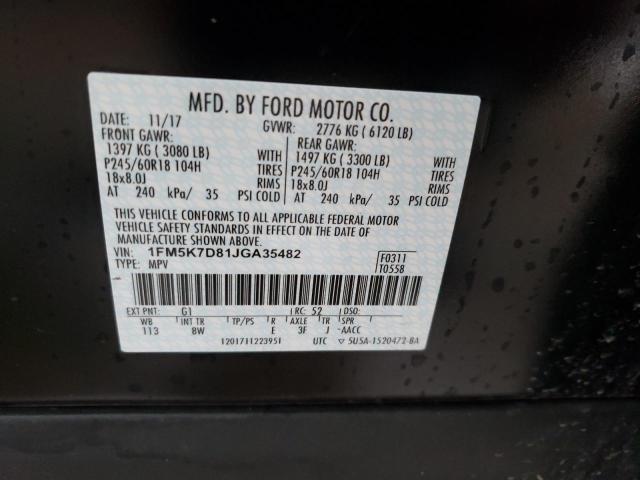 MFD. BY FORD MOTOR CO.
DATE: 11/17 GVWR: 2776 KG ( 6120 LB)
FRONT GAWR: REAR GAWR:
1397 KG ( 3080 LB) WITH 1497 KG ( 3300 LB) WITH
P245/60R18 104H TIRES P245/60R18 104H TIRES
18x8.0J RIMS 18x8.0J RIMS
AT 240 kPa/ 35 PSI COLD AT 240 kPa/ 35 PSI COLD
THIS VEHICLE CONFORMS TO ALL APPLICABLE FEDERAL MOTOR
VEHICLE SAFETY STANDARDS IN EFFECT ON THE DATE OF
MANUFACTURE SHOWN ABOVE.
VIN: 1FM5K7D81JGA35482 F0311
TYPE: MPV T0558
EXT PNT: G1 RC: 52 DSO:
WB INT TR TP/PS R AXLE TR SPR
113 8W E 3F J AACC
1201711223951 UTC ▽5U5A-1520472-BA